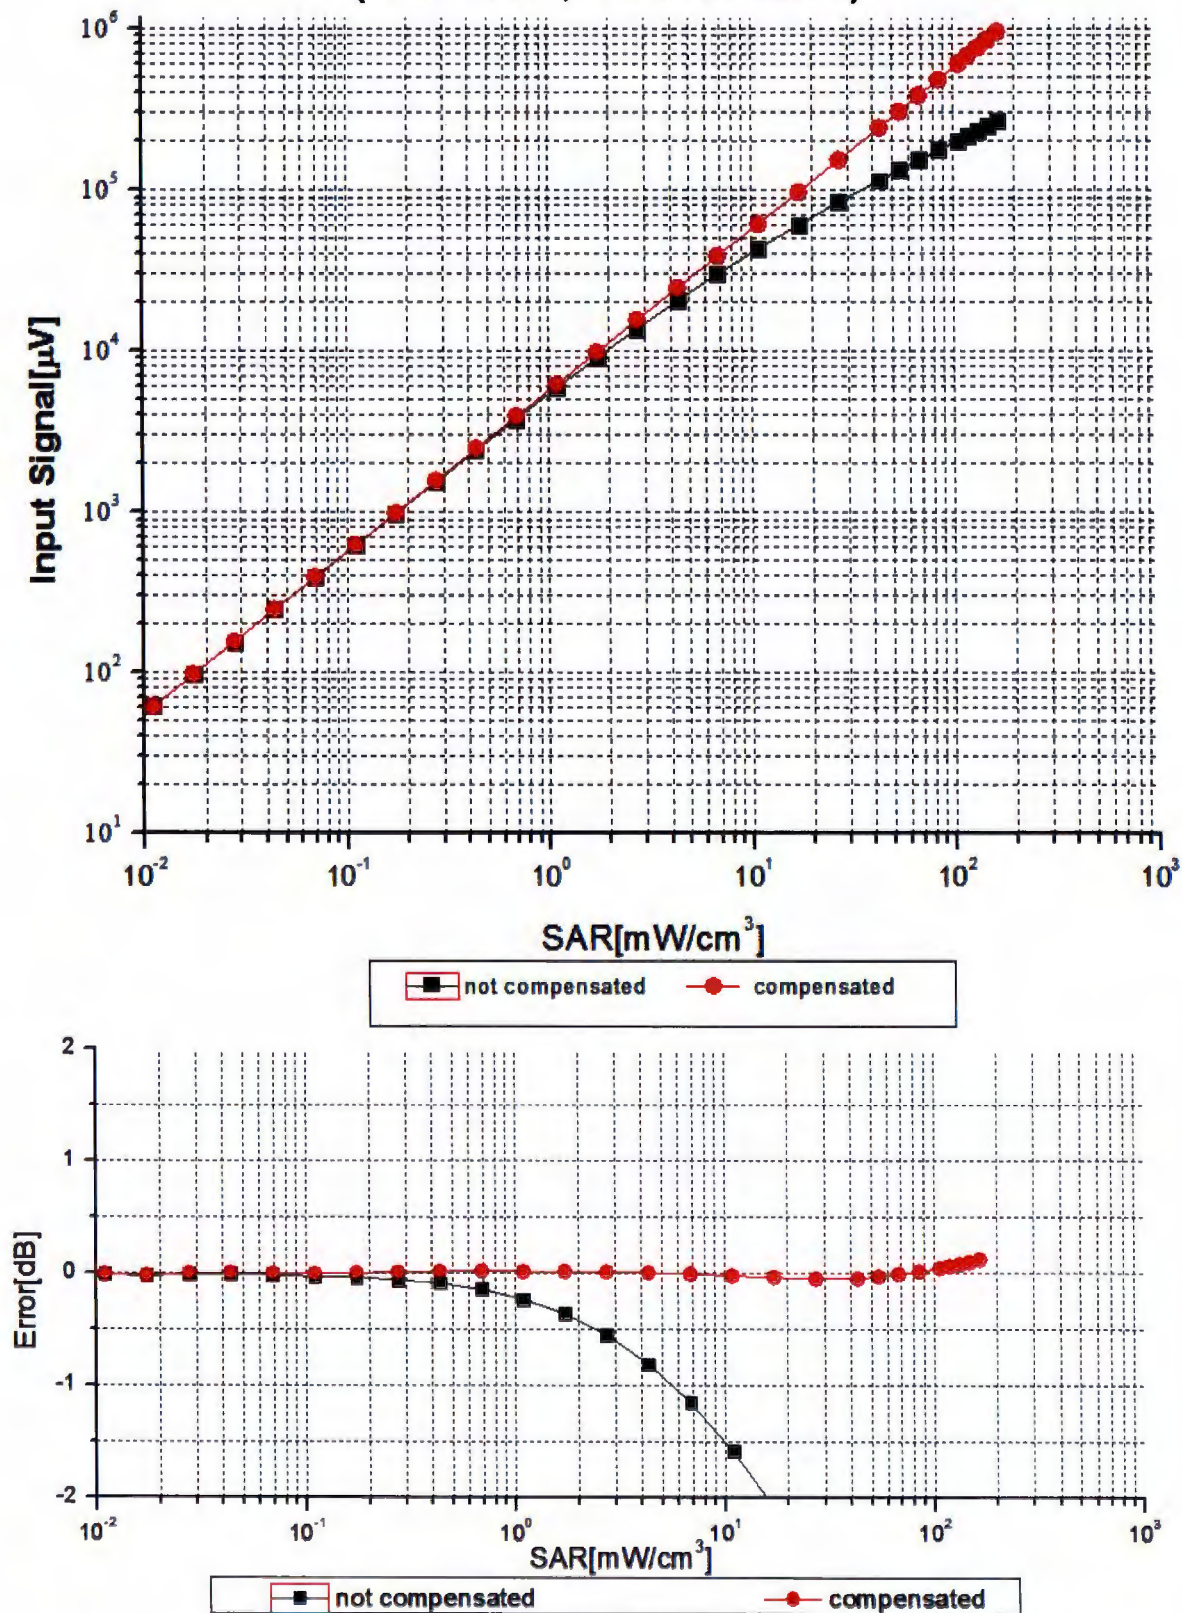 10⁶
10⁵
10⁴
10³
10²
10¹
Input Signal[µV]
10⁻² 10⁻¹ 10⁰ 10¹ 10² 10³
SAR[mW/cm³]
not compensated compensated
2
1
0
-1
-2
Error[dB]
10⁻² 10⁻¹ 10⁰ 10¹ 10² 10³
SAR[mW/cm³]
not compensated compensated